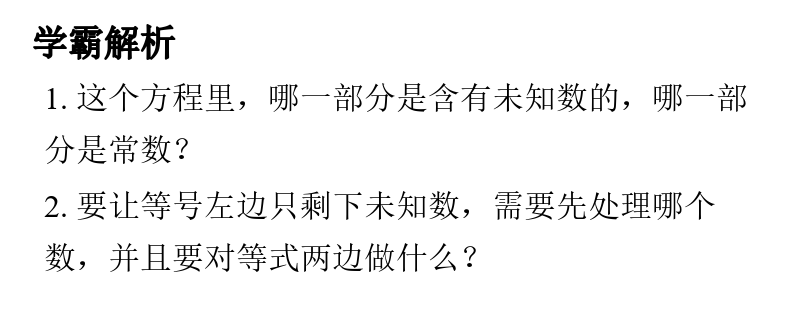 学霸解析
1. 这个方程里，哪一部分是含有未知数的，哪一部
分是常数？
2. 要让等号左边只剩下未知数，需要先处理哪个
数，并且要对等式两边做什么？